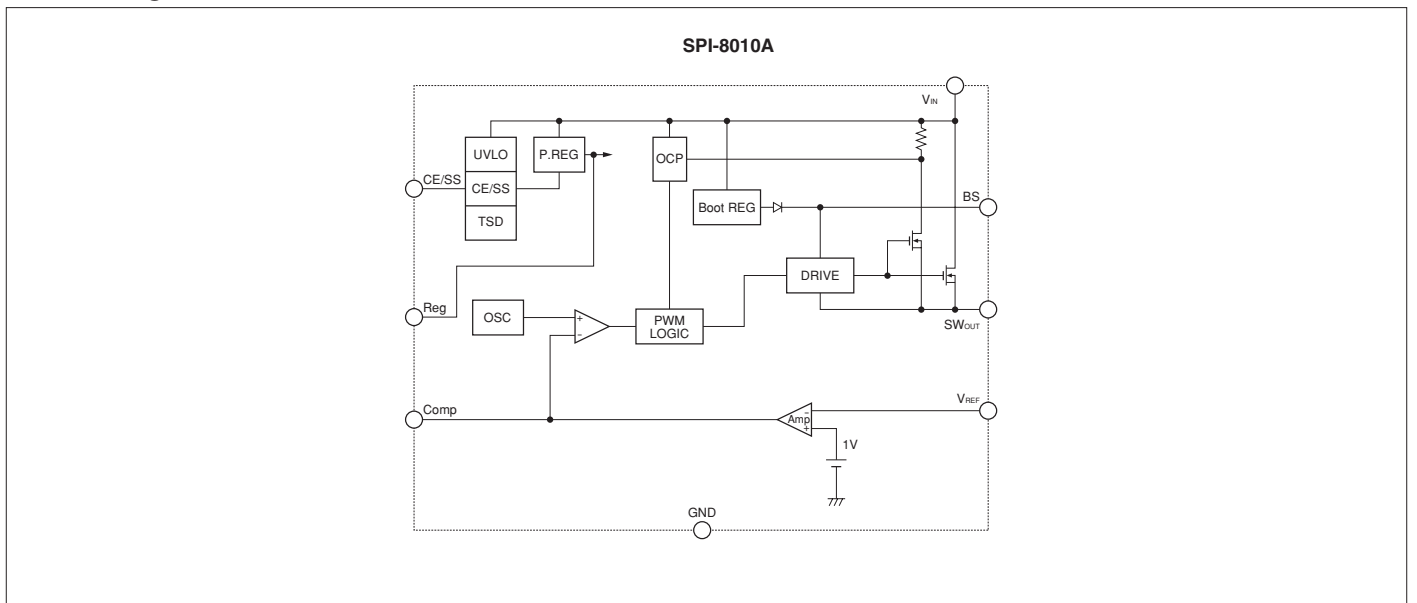 SPI-8010A
VIN
UVLO
P.REG
OCP
CE/SS
CE/SS
TSD
Boot REG
BS
DRIVE
Reg
OSC
+
−
PWM
LOGIC
SWOUT
Comp
VREF
−
Amp
+
1V
GND